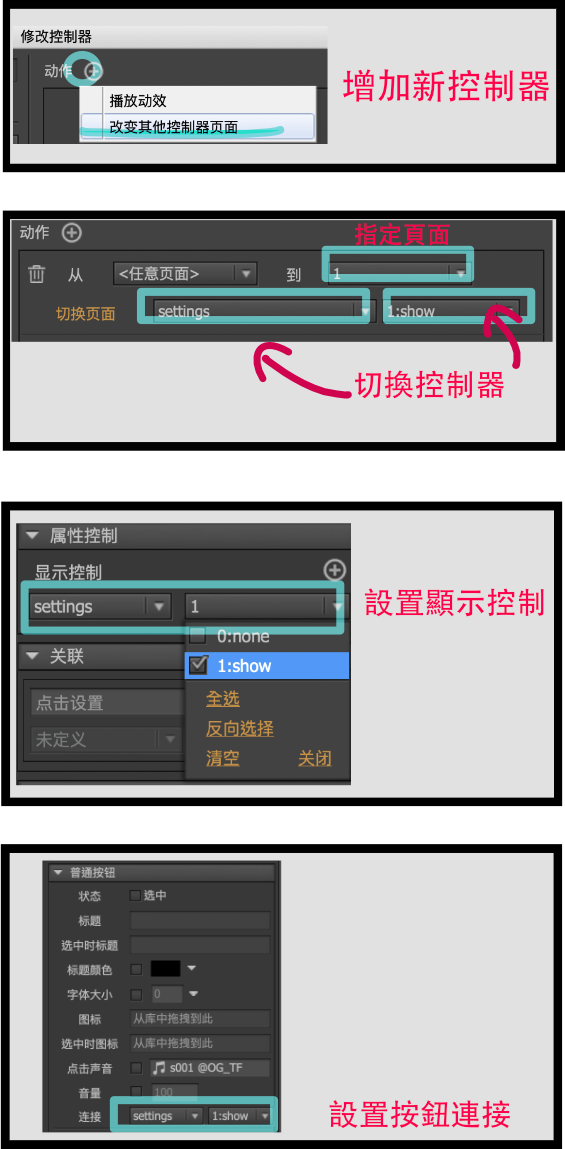 修改控制器
动作
播放动效
改变其他控制器页面
增加新控制器
动作
指定頁面
从 <任意页面> 到 1
切换页面 settings 1:show
切換控制器
属性控制
显示控制
settings 1
0:none
1:show
关联
点击设置
全选
未定义
反向选择
清空 关闭
設置顯示控制
普通按钮
状态 选中
标题
选中时标题
标题颜色
字体大小 0
图标 从库中拖拽到此
选中时图标 从库中拖拽到此
点击声音 s001 @OG_TF
音量 100
连接 settings 1:show
設置按鈕連接